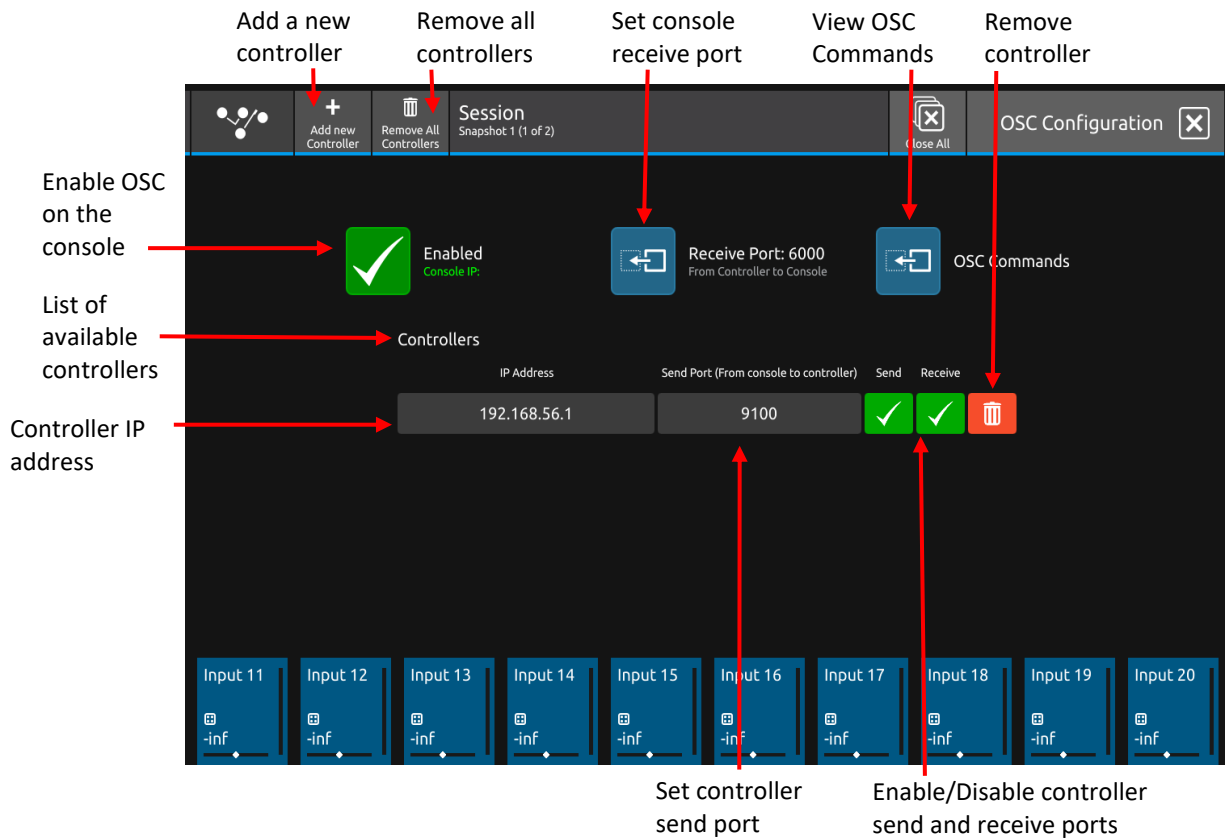 Add a new
controller
Remove all
controllers
Set console
receive port
View OSC
Commands
Remove
controller
Add new
Controller
Remove All
Controllers
Session
Snapshot 1 (1 of 2)
Close All
OSC Configuration
Enable OSC
on the
console
Enabled
Console IP:
Receive Port: 6000
From Controller to Console
OSC Commands
List of
available
controllers
Controllers
IP Address
Send Port (From console to controller)
Send
Receive
Controller IP
address
192.168.56.1
9100
Input 11
Input 12
Input 13
Input 14
Input 15
Input 16
Input 17
Input 18
Input 19
Input 20
-inf
-inf
-inf
-inf
-inf
-inf
-inf
-inf
-inf
-inf
Set controller
send port
Enable/Disable controller
send and receive ports